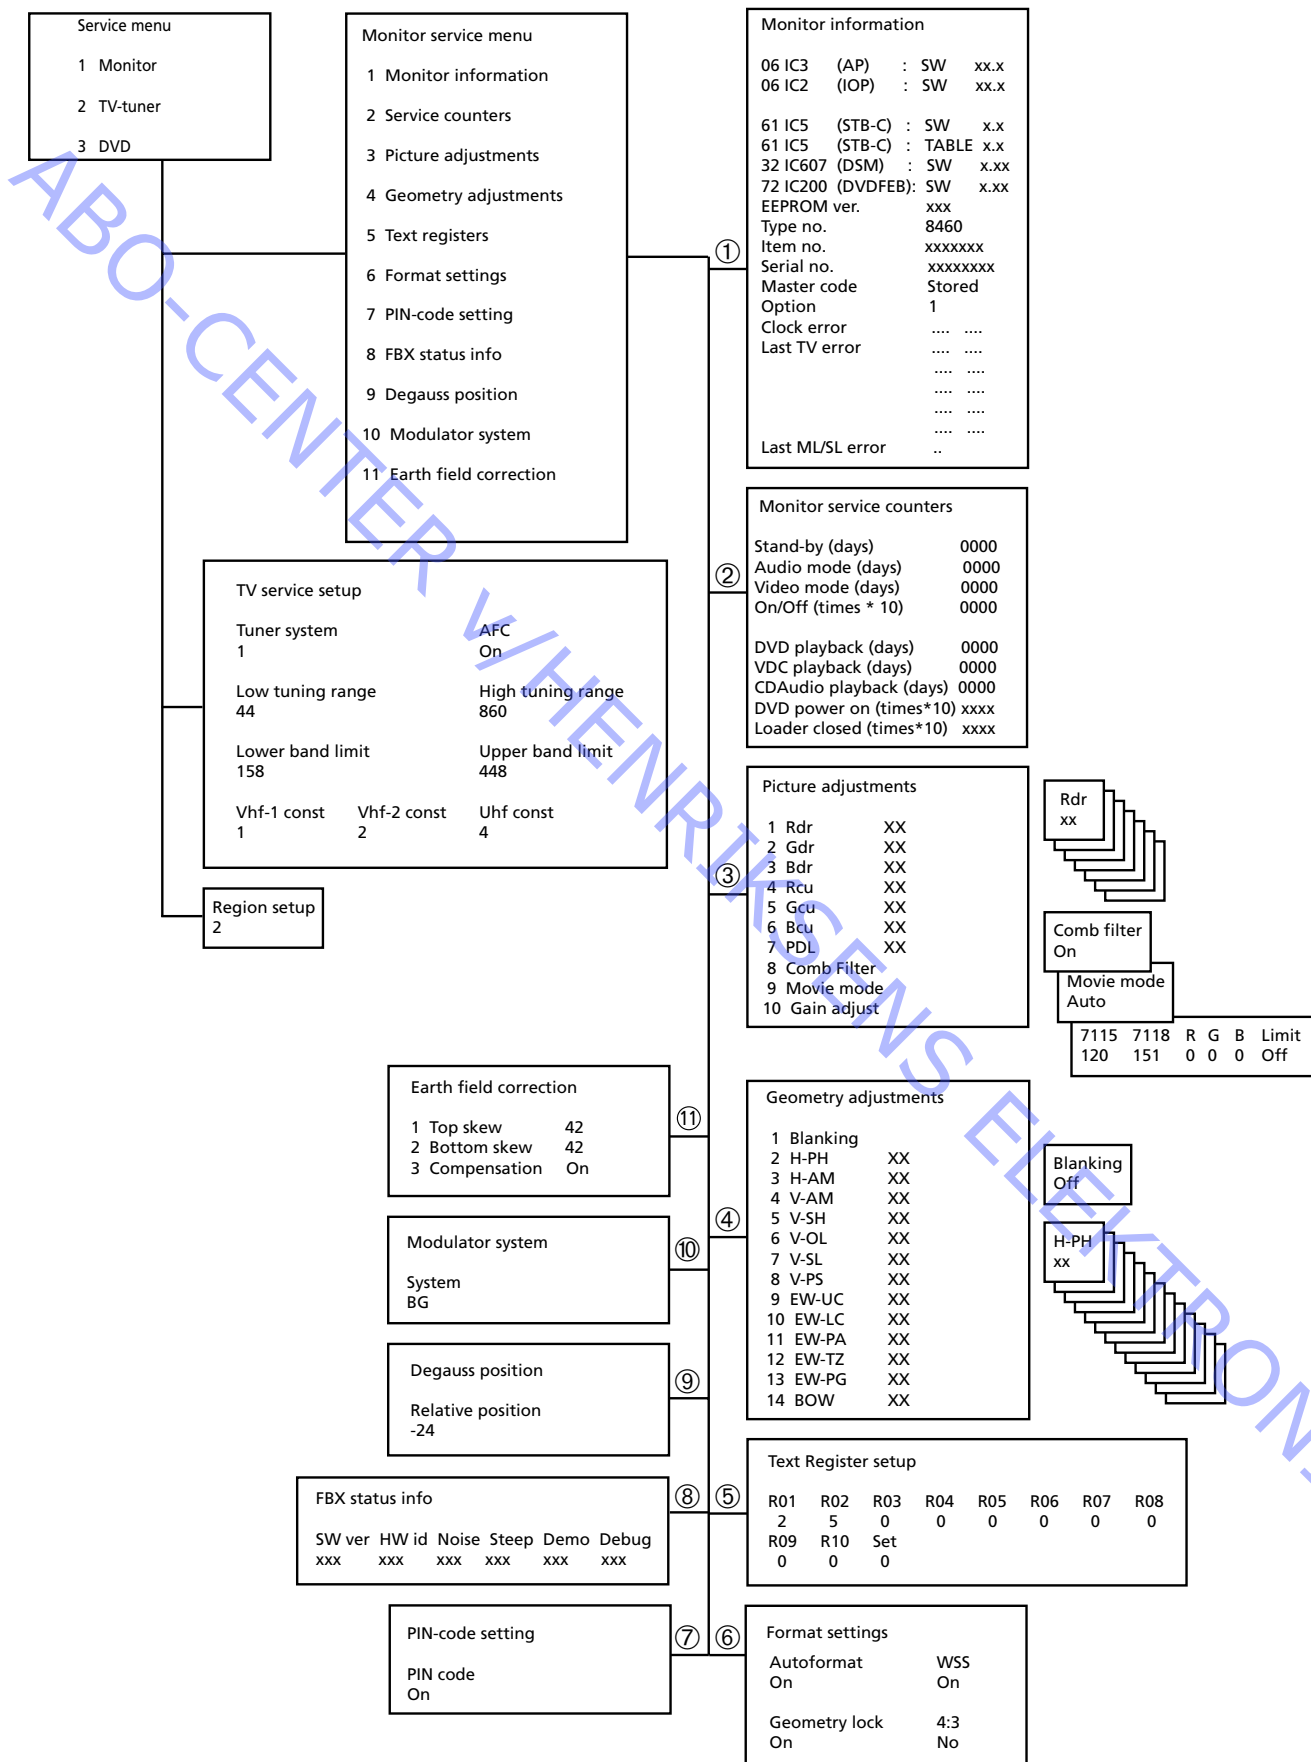 Service menu
1 Monitor
2 TV-tuner
3 DVD
Monitor service menu
1 Monitor information
2 Service counters
3 Picture adjustments
4 Geometry adjustments
5 Text registers
6 Format settings
7 PIN-code setting
8 FBX status info
9 Degauss position
10 Modulator system
11 Earth field correction
①
Monitor information
06 IC3 (AP) : SW xx.x
06 IC2 (IOP) : SW xx.x
61 IC5 (STB-C) : SW x.x
61 IC5 (STB-C) : TABLE x.x
32 IC607 (DSM) : SW x.xx
72 IC200 (DVDFEB): SW x.xx
EEPROM ver. xxx
Type no. 8460
Item no. xxxxxxx
Serial no. xxxxxxxx
Master code Stored
Option 1
Clock error .... ....
Last TV error .... ....
.... ....
.... ....
.... ....
.... ....
Last ML/SL error ..
②
Monitor service counters
Stand-by (days) 0000
Audio mode (days) 0000
Video mode (days) 0000
On/Off (times * 10) 0000
DVD playback (days) 0000
VDC playback (days) 0000
CDAudio playback (days) 0000
DVD power on (times*10) xxxx
Loader closed (times*10) xxxx
TV service setup
Tuner system AFC
1 On
Low tuning range High tuning range
44 860
Lower band limit Upper band limit
158 448
Vhf-1 const Vhf-2 const Uhf const
1 2 4
Region setup
2
③
Picture adjustments
1 Rdr XX
2 Gdr XX
3 Bdr XX
4 Rcu XX
5 Gcu XX
6 Bcu XX
7 PDL XX
8 Comb Filter
9 Movie mode
10 Gain adjust
Rdr
xx
Comb filter
On
Movie mode
Auto
7115 7118 R G B Limit
120 151 0 0 0 Off
Earth field correction
1 Top skew 42
2 Bottom skew 42
3 Compensation On
⑪
④
Geometry adjustments
1 Blanking
2 H-PH XX
3 H-AM XX
4 V-AM XX
5 V-SH XX
6 V-OL XX
7 V-SL XX
8 V-PS XX
9 EW-UC XX
10 EW-LC XX
11 EW-PA XX
12 EW-TZ XX
13 EW-PG XX
14 BOW XX
Blanking
Off
H-PH
xx
Modulator system
System
BG
⑩
Degauss position
Relative position
-24
⑨
FBX status info
SW ver HW id Noise Steep Demo Debug
xxx xxx xxx xxx xxx xxx
⑧
⑤
Text Register setup
R01 R02 R03 R04 R05 R06 R07 R08
2 5 0 0 0 0 0 0
R09 R10 Set
0 0 0
PIN-code setting
PIN code
On
⑦
⑥
Format settings
Autoformat WSS
On On
Geometry lock 4:3
On No
ABO-CENTER v/HENRIKSENS ELEKTRON